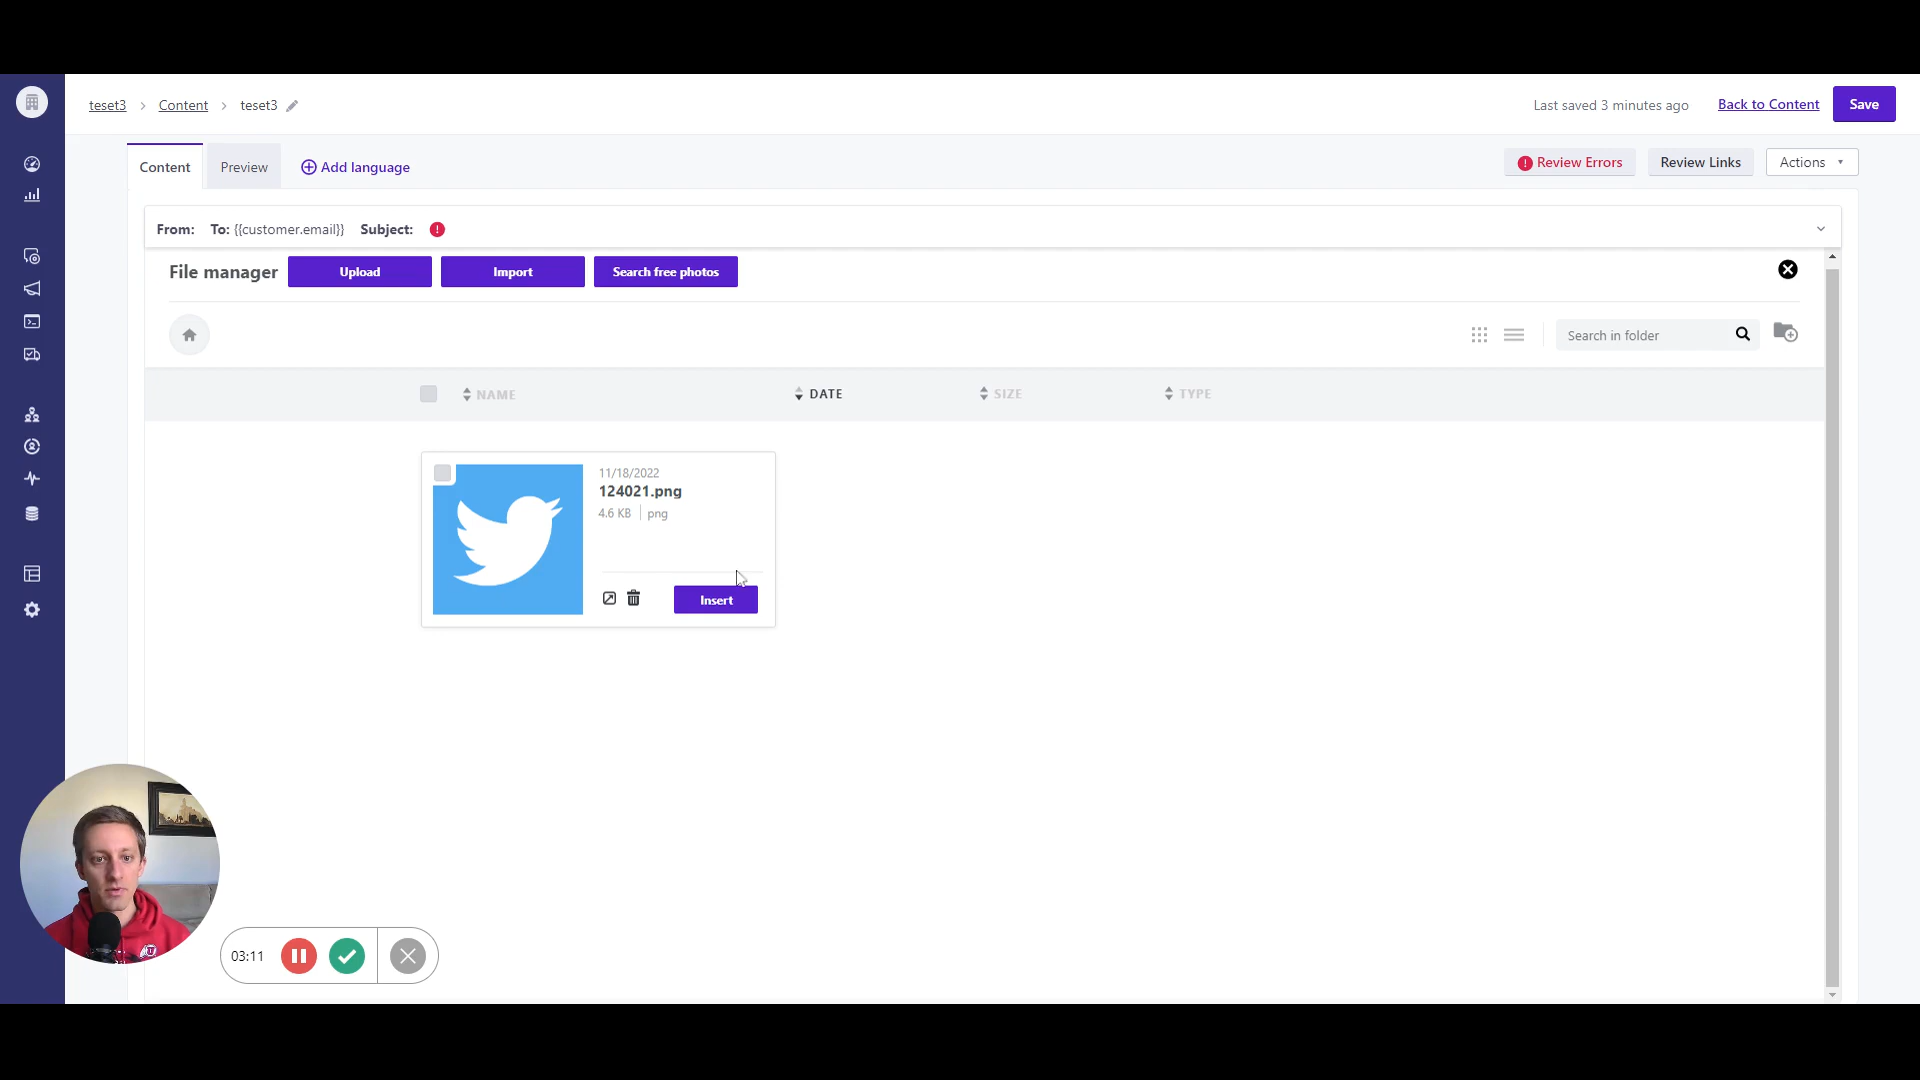 teset3 > Content > teset3
Last saved 3 minutes ago
Back to Content
Save
Content
Preview
Add language
! Review Errors
Review Links
Actions
From: To: {{customer.email}} Subject: !
File manager
Upload
Import
Search free photos
Search in folder
NAME
DATE
SIZE
TYPE
11/18/2022
124021.png
4.6 KB | png
Insert
03:11